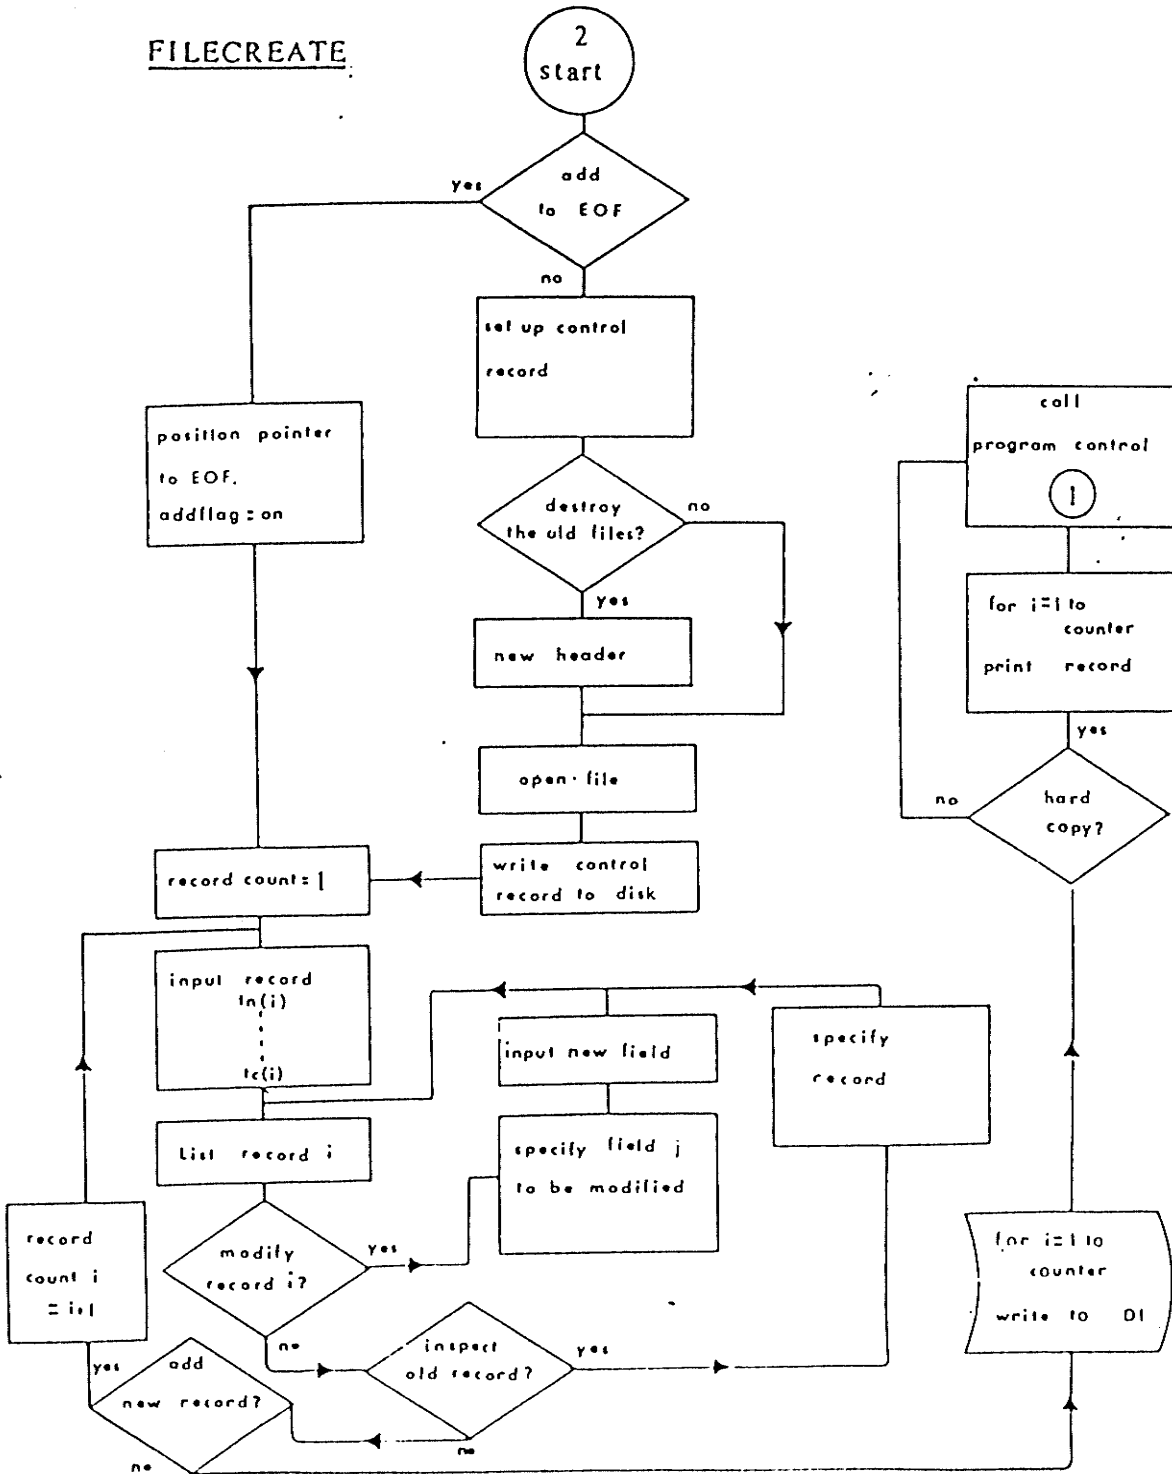 FILECREATE
2
start
add
to EOF
yes
no
set up control
record
position pointer
to EOF.
addflag=on
destroy
the old files?
no
yes
new header
open file
write control
record to disk
record count=1
input record
tn(i)
tc(i)
List record i
modify
record i?
yes
no
specify field j
to be modified
input new field
specify
record
inspect
old record?
yes
no
add
new record?
yes
no
record
count i
=i+1
for i=1 to
counter
write to D1
hard
copy?
no
yes
for i=1 to
counter
print record
call
program control
1